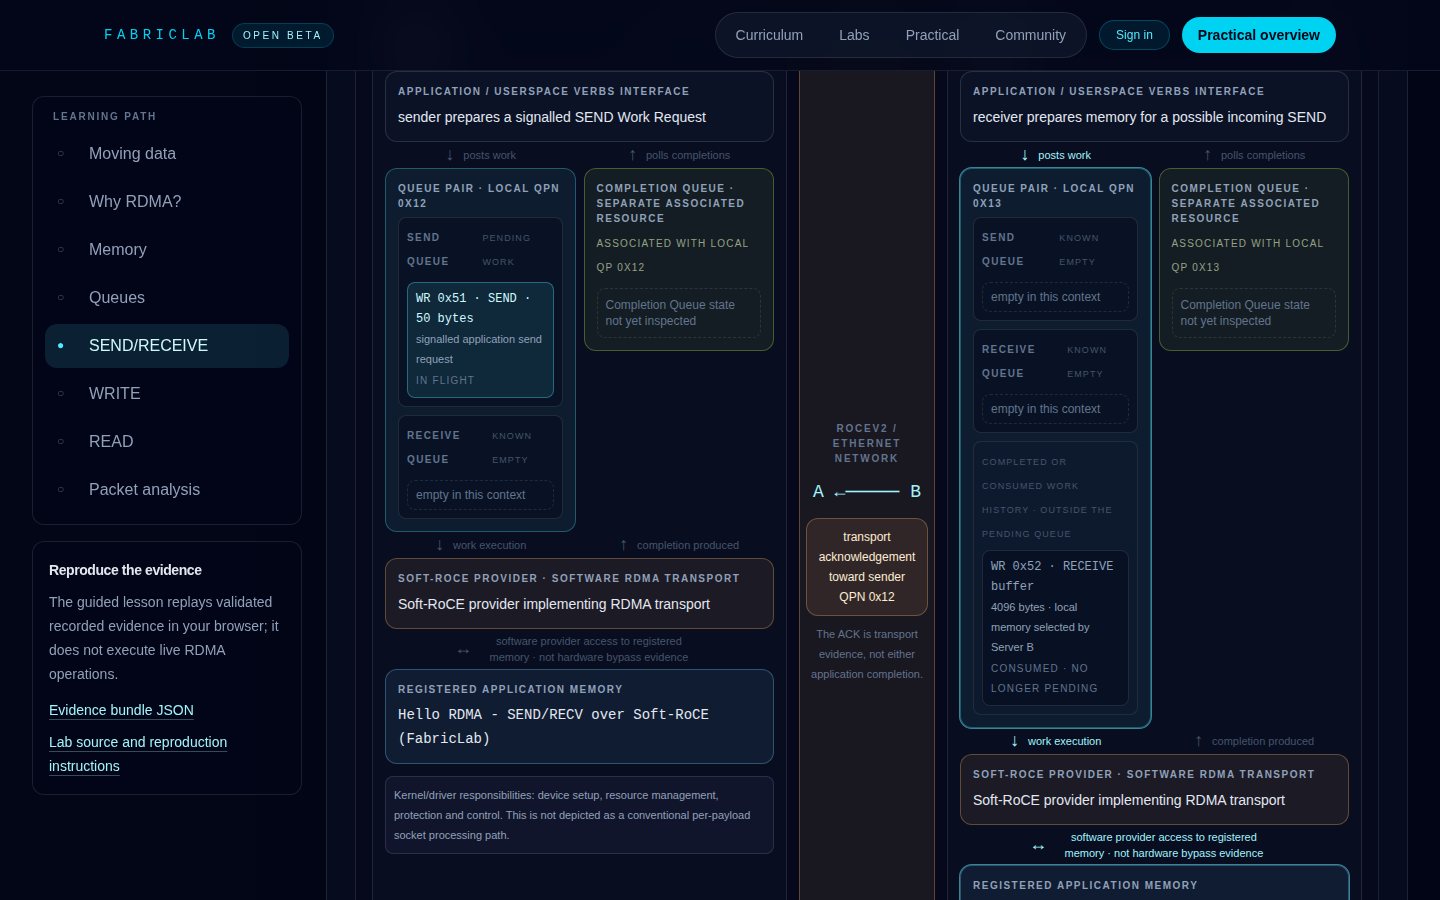 FABRICLAB
OPEN BETA
Curriculum
Labs
Practical
Community
Sign in
Practical overview
LEARNING PATH
○ Moving data
○ Why RDMA?
○ Memory
○ Queues
● SEND/RECEIVE
○ WRITE
○ READ
○ Packet analysis
Reproduce the evidence
The guided lesson replays validated
recorded evidence in your browser; it
does not execute live RDMA
operations.
Evidence bundle JSON
Lab source and reproduction
instructions
APPLICATION / USERSPACE VERBS INTERFACE
sender prepares a signalled SEND Work Request
↓ posts work
↑ polls completions
QUEUE PAIR · LOCAL QPN
0X12
SEND
QUEUE
PENDING
WORK
WR 0x51 · SEND ·
50 bytes
signalled application send
request
IN FLIGHT
RECEIVE
QUEUE
KNOWN
EMPTY
empty in this context
COMPLETION QUEUE ·
SEPARATE ASSOCIATED
RESOURCE
ASSOCIATED WITH LOCAL
QP 0X12
Completion Queue state
not yet inspected
↓ work execution
↑ completion produced
SOFT-ROCE PROVIDER · SOFTWARE RDMA TRANSPORT
Soft-RoCE provider implementing RDMA transport
↔ software provider access to registered
memory · not hardware bypass evidence
REGISTERED APPLICATION MEMORY
Hello RDMA - SEND/RECV over Soft-RoCE
(FabricLab)
Kernel/driver responsibilities: device setup, resource management,
protection and control. This is not depicted as a conventional per-payload
socket processing path.
ROCEV2 /
ETHERNET
NETWORK
A ←——— B
transport
acknowledgement
toward sender
QPN 0x12
The ACK is transport
evidence, not either
application completion.
APPLICATION / USERSPACE VERBS INTERFACE
receiver prepares memory for a possible incoming SEND
↓ posts work
↑ polls completions
QUEUE PAIR · LOCAL QPN
0X13
SEND
QUEUE
KNOWN
EMPTY
empty in this context
RECEIVE
QUEUE
KNOWN
EMPTY
empty in this context
COMPLETED OR
CONSUMED WORK
HISTORY · OUTSIDE THE
PENDING QUEUE
WR 0x52 · RECEIVE
buffer
4096 bytes · local
memory selected by
Server B
CONSUMED · NO
LONGER PENDING
COMPLETION QUEUE ·
SEPARATE ASSOCIATED
RESOURCE
ASSOCIATED WITH LOCAL
QP 0X13
Completion Queue state
not yet inspected
↓ work execution
↑ completion produced
SOFT-ROCE PROVIDER · SOFTWARE RDMA TRANSPORT
Soft-RoCE provider implementing RDMA transport
↔ software provider access to registered
memory · not hardware bypass evidence
REGISTERED APPLICATION MEMORY